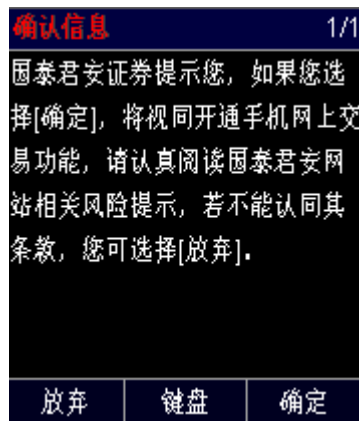 确认信息 1/1
国泰君安证券提示您，如果您选
择[确定]，将视同开通手机网上交
易功能，请认真阅读国泰君安网
站相关风险提示，若不能认同其
条款，您可选择[放弃]。
放弃 键盘 确定